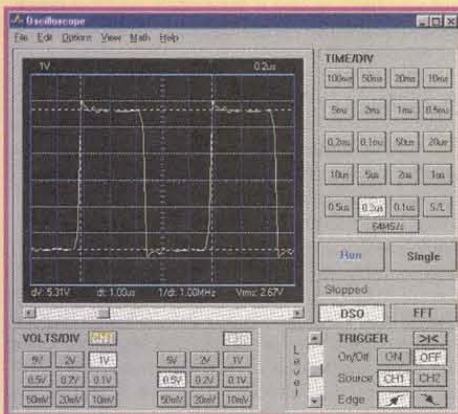 Oscilloscope
File Edit Options View Math Help
1V 0.2us
dV: 5.31V dt: 1.00us 1/dt: 1.00MHz Vrms: 2.67V
TIME/DIV
100ms 50ms 20ms 10ms
5ms 2ms 1ms 0.5ms
0.2ms 0.1ms 50us 20us
10us 5us 2us 1us
0.5us 0.2us 0.1us S/L
64MS/s
Run Single
Stopped
DSO FFT
VOLTS/DIV
5V 2V 1V 5V 2V 1V
0.5V 0.2V 0.1V 0.5V 0.2V 0.1V
50mV 20mV 10mV 50mV 20mV 10mV
Level
TRIGGER
On/Off ON OFF
Source CH1 CH2
Edge